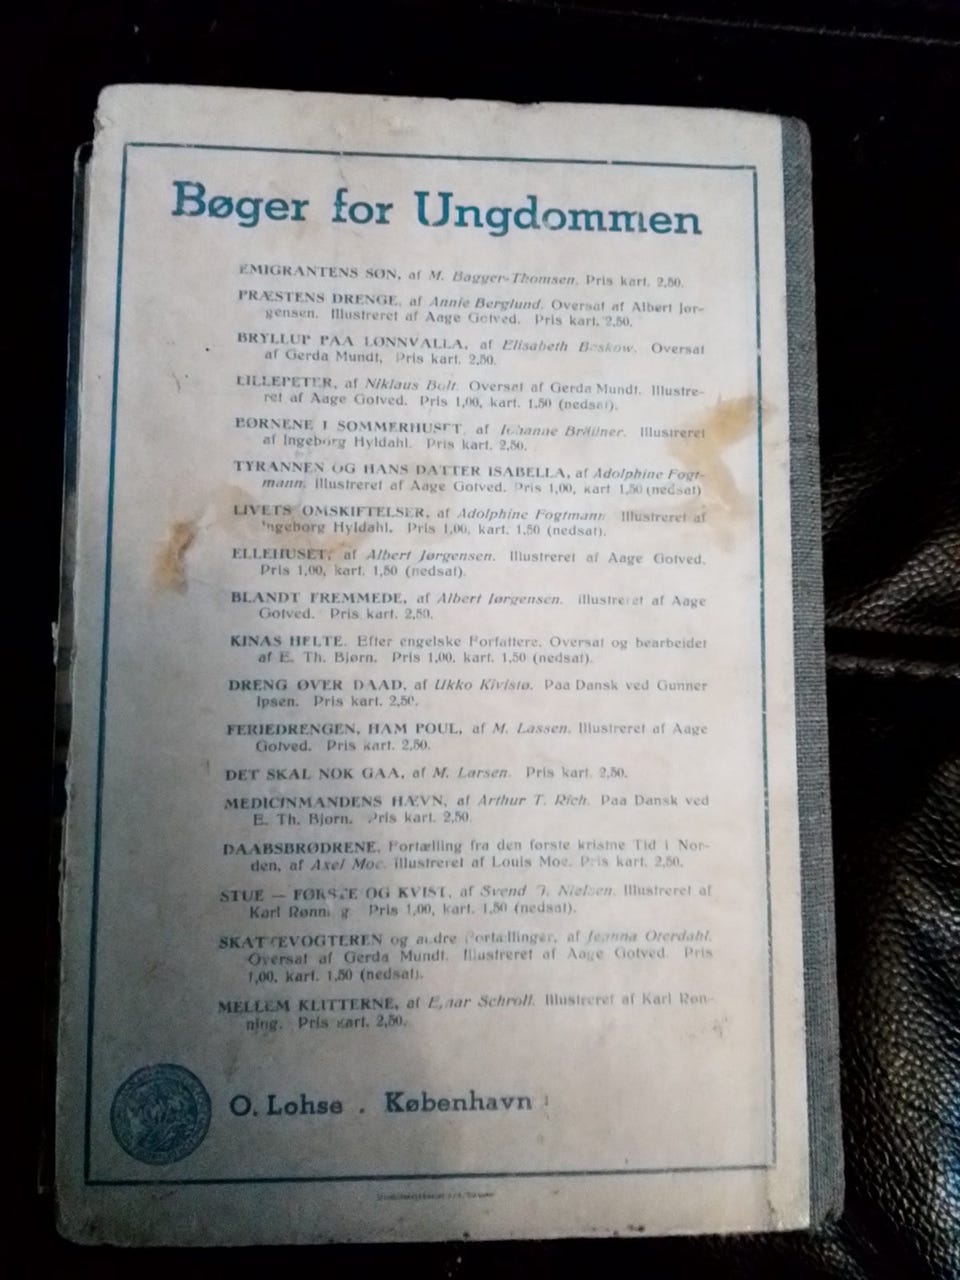 Bøger for Ungdommen
EMIGRANTENS SØN, af M. Bagger-Thomsen. Pris kart. 2,50.
PRÆSTENS DRENGE, af Annie Berglund. Oversat af Albert Jør-
gensen. Illustreret af Aage Gotved. Pris kart. 2,50.
BRYLLUP PAA LØNNVALLA, af Elisabeth Beskow. Oversat
af Gerda Mundt. Pris kart. 2,50.
LILLEPETER, af Niklaus Bolt. Oversat af Gerda Mundt. Illustre-
ret af Aage Gotved. Pris 1,00, kart. 1,50 (nedsat).
BØRNENE I SOMMERHUSET, af Johanne Bräüner. Illustreret
af Ingeborg Hyldahl. Pris kart. 2,50.
TYRANNEN OG HANS DATTER ISABELLA, af Adolphine Fogt-
mann. Illustreret af Aage Gotved. Pris 1,00, kart 1,50 (nedsat)
LIVETS OMSKIFTELSER, af Adolphine Fogtmann Illustreret af
Ingeborg Hyldahl. Pris 1,00, kart. 1,50 (nedsat).
ELLEHUSET, af Albert Jørgensen. Illustreret af Aage Gotved.
Pris 1,00, kart. 1,50 (nedsat).
BLANDT FREMMEDE, af Albert Jørgensen. Illustreret af Aage
Gotved. Pris kart. 2,50.
KINAS HELTE. Efter engelske Forfattere. Oversat og bearbejdet
af E. Th. Bjørn. Pris 1,00, kart. 1,50 (nedsat).
DRENG OVER DAAD, af Ukko Kivistø. Paa Dansk ved Gunner
Ipsen. Pris kart. 2,50.
FERIEDRENGEN, HAM POUL, af M. Lassen. Illustreret af Aage
Gotved. Pris kart. 2,50.
DET SKAL NOK GAA, af M. Larsen. Pris kart. 2,50.
MEDICINMANDENS HÆVN, af Arthur T. Rich. Paa Dansk ved
E. Th. Bjørn. Pris kart. 2,50.
DAABSBRØDRENE, Fortælling fra den første kristne Tid i Nor-
den, af Axel Moe. Illustreret af Louis Moe. Pris kart. 2,50.
STUE — FØRSTE OG KVIST, af Svend J. Nielsen. Illustreret af
Karl Rønning Pris 1,00, kart. 1,50 (nedsat).
SKATTEVOGTEREN og andre Fortællinger, af Jeanna Oterdahl.
Oversat af Gerda Mundt. Illustreret af Aage Gotved. Pris
1,00, kart. 1,50 (nedsat).
MELLEM KLITTERNE, af Ejnar Schroll. Illustreret af Karl Røn-
ning. Pris kart. 2,50.
O. Lohse . København